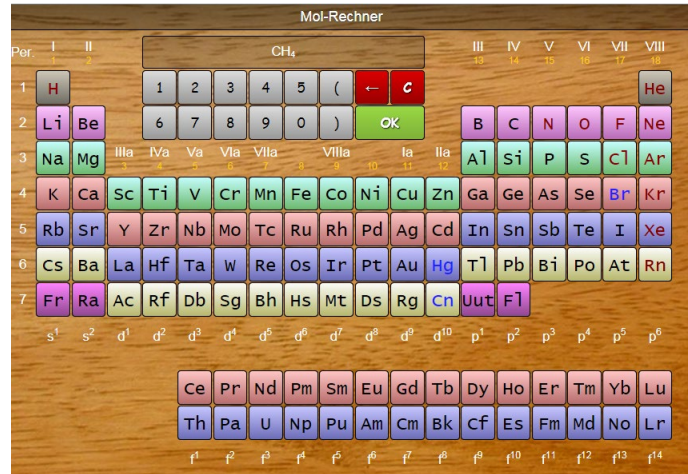 Mol-Rechner
Per. I II CH₄ III IV V VI VII VIII
1 2 13 14 15 16 17 18
1 H 1 2 3 4 5 ( ← C He
2 Li Be 6 7 8 9 0 ) OK B C N O F Ne
3 Na Mg IIIa IVa Va VIa VIIa VIIIa Ia IIa Al Si P S Cl Ar
3 4 5 6 7 8 9 10 11 12
4 K Ca Sc Ti V Cr Mn Fe Co Ni Cu Zn Ga Ge As Se Br Kr
5 Rb Sr Y Zr Nb Mo Tc Ru Rh Pd Ag Cd In Sn Sb Te I Xe
6 Cs Ba La Hf Ta W Re Os Ir Pt Au Hg Tl Pb Bi Po At Rn
7 Fr Ra Ac Rf Db Sg Bh Hs Mt Ds Rg Cn Uut Fl
s¹ s² d¹ d² d³ d⁴ d⁵ d⁶ d⁷ d⁸ d⁹ d¹⁰ p¹ p² p³ p⁴ p⁵ p⁶
Ce Pr Nd Pm Sm Eu Gd Tb Dy Ho Er Tm Yb Lu
Th Pa U Np Pu Am Cm Bk Cf Es Fm Md No Lr
f¹ f² f³ f⁴ f⁵ f⁶ f⁷ f⁸ f⁹ f¹⁰ f¹¹ f¹² f¹³ f¹⁴